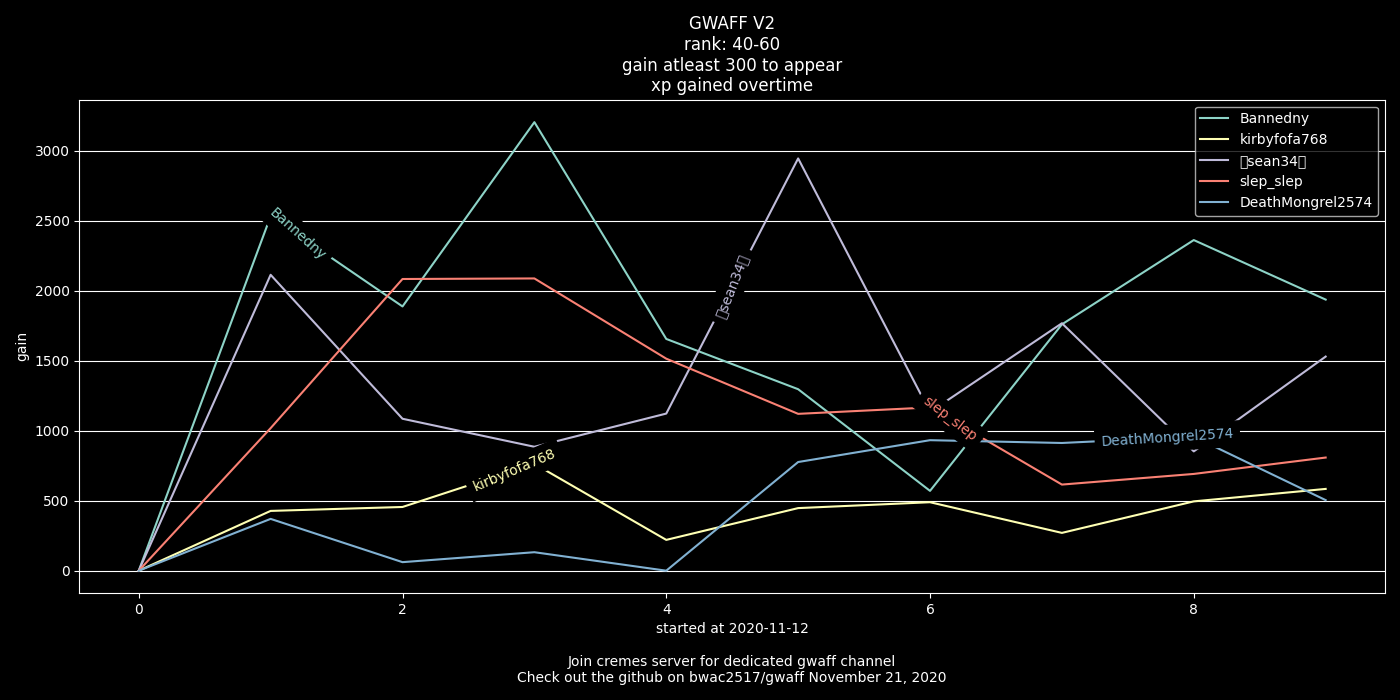 GWAFF V2
rank: 40-60
gain atleast 300 to appear
xp gained overtime
Bannedny
kirbyfofa768
sean34
slep_slep
DeathMongrel2574
3000
2500
2000
1500
1000
500
0
gain
Bannedny
kirbyfofa768
sean34
slep_slep
DeathMongrel2574
0
2
4
6
8
started at 2020-11-12
Join cremes server for dedicated gwaff channel
Check out the github on bwac2517/gwaff November 21, 2020